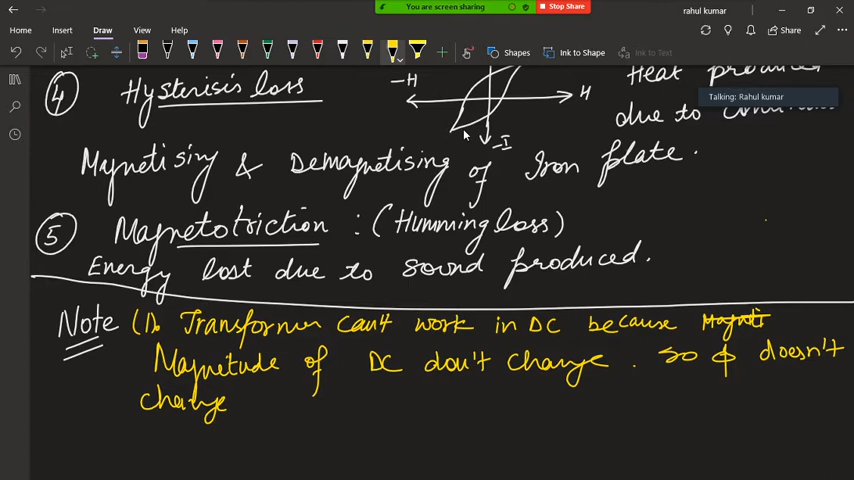 You are screen sharing
Stop Share
rahul kumar
Home Insert Draw View Help
Share
Shapes Ink to Shape Ink to Text
Talking: Rahul kumar
-H H
-I
④ Hysterisis loss
Heat produced
due to
Magnetising & Demagnetising of Iron plate.
⑤ Magnetotriction : (Humming loss)
Energy lost due to sound produced.
Note (1). Transformer can't work in DC because Magneti
Magnitude of DC don't change. so ϕ doesn't
change